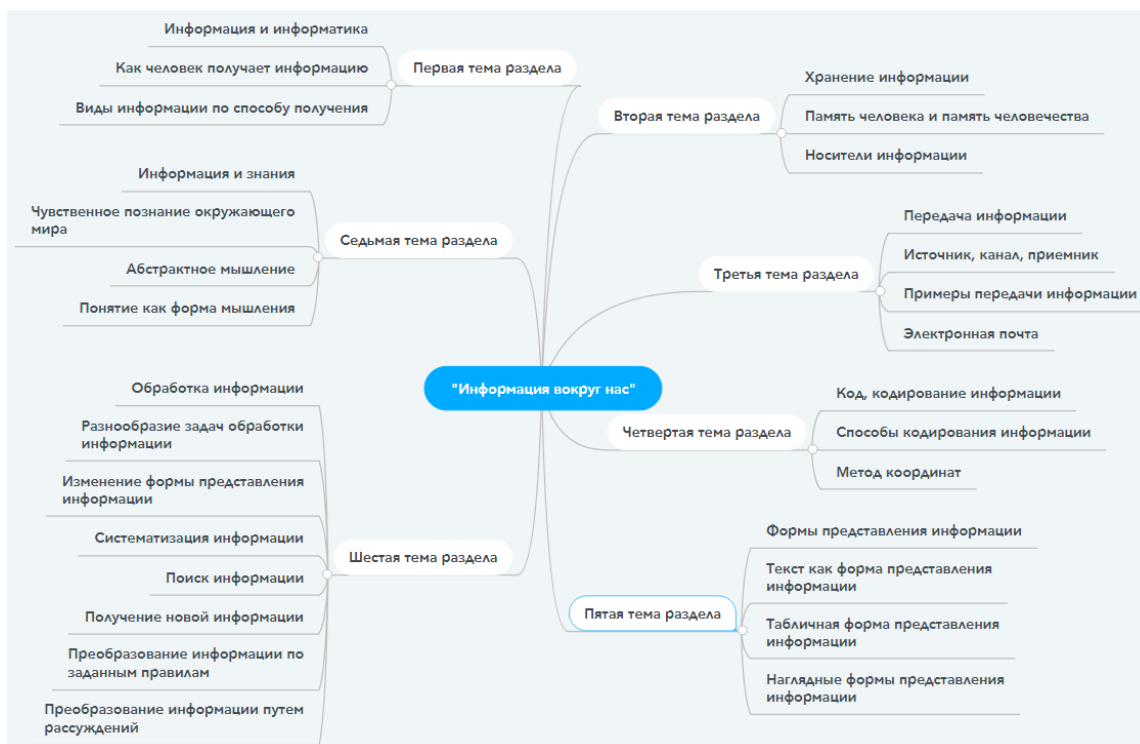 "Информация вокруг нас"
Первая тема раздела
Информация и информатика
Как человек получает информацию
Виды информации по способу получения
Вторая тема раздела
Хранение информации
Память человека и память человечества
Носители информации
Третья тема раздела
Передача информации
Источник, канал, приемник
Примеры передачи информации
Электронная почта
Четвертая тема раздела
Код, кодирование информации
Способы кодирования информации
Метод координат
Пятая тема раздела
Формы представления информации
Текст как форма представления
информации
Табличная форма представления
информации
Наглядные формы представления
информации
Шестая тема раздела
Обработка информации
Разнообразие задач обработки
информации
Изменение формы представления
информации
Систематизация информации
Поиск информации
Получение новой информации
Преобразование информации по
заданным правилам
Преобразование информации путем
рассуждений
Седьмая тема раздела
Информация и знания
Чувственное познание окружающего
мира
Абстрактное мышление
Понятие как форма мышления